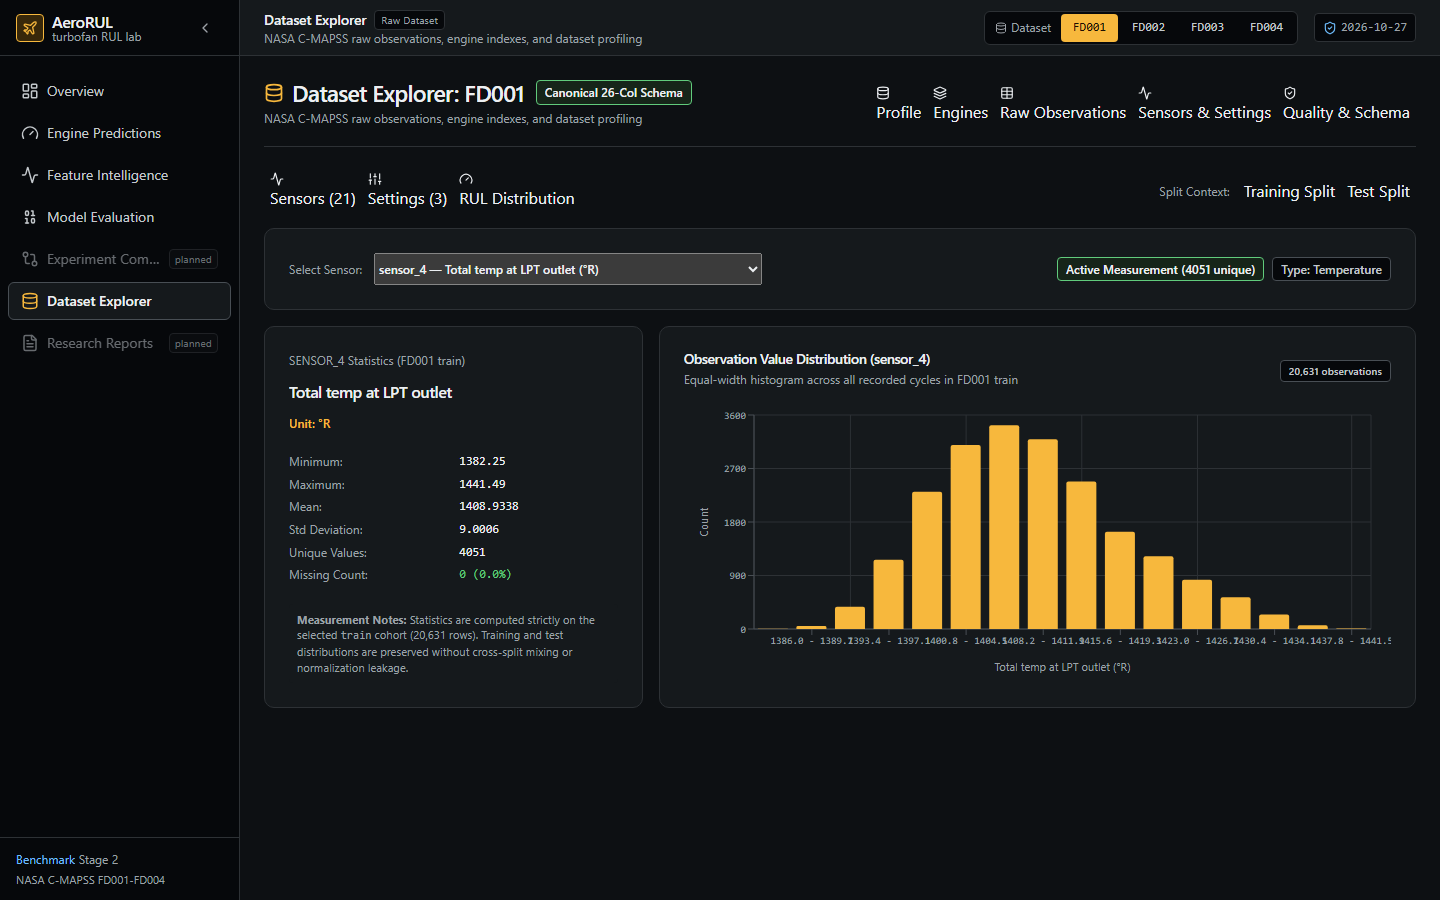 AeroRUL
turbofan RUL lab
Overview
Engine Predictions
Feature Intelligence
Model Evaluation
Experiment Com... planned
Dataset Explorer
Research Reports planned
Benchmark Stage 2
NASA C-MAPSS FD001-FD004
Dataset Explorer Raw Dataset
NASA C-MAPSS raw observations, engine indexes, and dataset profiling
Dataset FD001 FD002 FD003 FD004
2026-10-27
Dataset Explorer: FD001 Canonical 26-Col Schema
NASA C-MAPSS raw observations, engine indexes, and dataset profiling
Profile Engines Raw Observations Sensors & Settings Quality & Schema
Sensors (21) Settings (3) RUL Distribution
Split Context: Training Split Test Split
Select Sensor: sensor_4 — Total temp at LPT outlet (°R)
Active Measurement (4051 unique) Type: Temperature
SENSOR_4 Statistics (FD001 train)
Total temp at LPT outlet
Unit: °R
Minimum: 1382.25
Maximum: 1441.49
Mean: 1408.9338
Std Deviation: 9.0006
Unique Values: 4051
Missing Count: 0 (0.0%)
Measurement Notes: Statistics are computed strictly on the
selected train cohort (20,631 rows). Training and test
distributions are preserved without cross-split mixing or
normalization leakage.
Observation Value Distribution (sensor_4)
Equal-width histogram across all recorded cycles in FD001 train
20,631 observations
3600
2700
1800
900
0
Count
1386.0 - 1389.
Total temp at LPT outlet (°R)